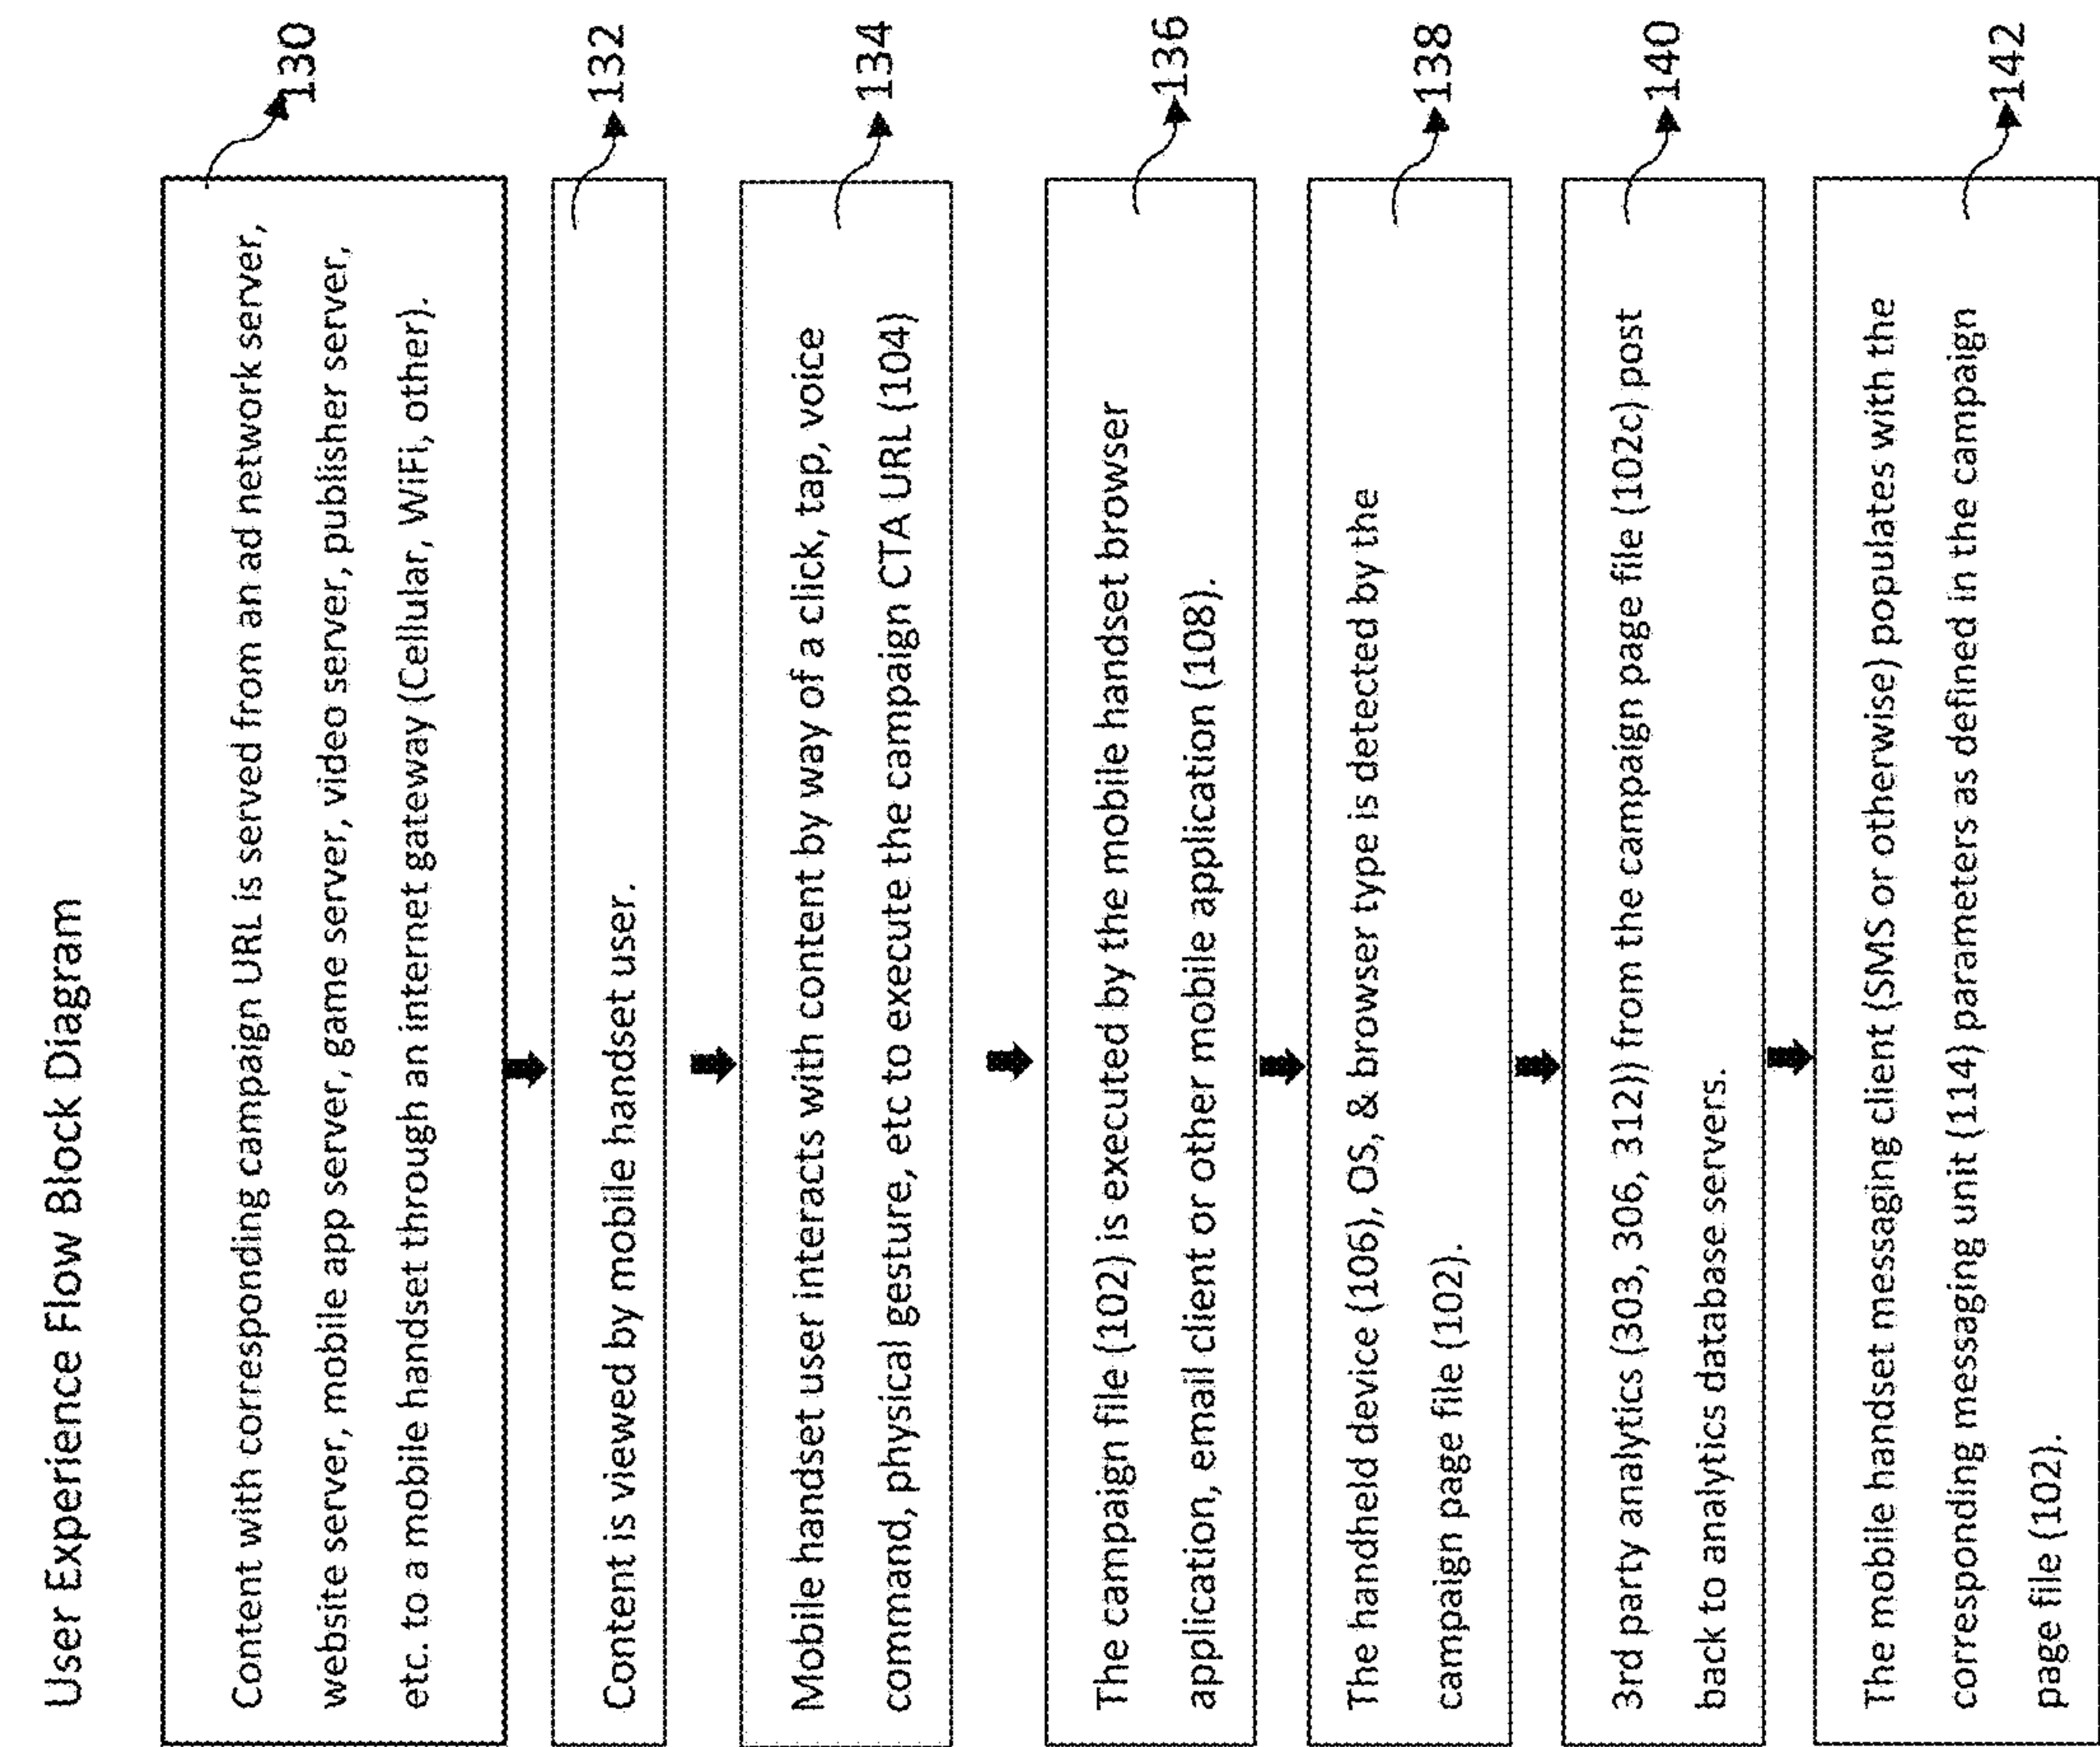 User Experience Flow Block Diagram
130
Content with corresponding campaign URL is served from an ad network server,
website server, mobile app server, game server, video server, publisher server,
etc. to a mobile handset through an internet gateway (Cellular, WiFi, other).
132
Content is viewed by mobile handset user.
134
Mobile handset user interacts with content by way of a click, tap, voice
command, physical gesture, etc to execute the campaign CTA URL (104)
136
The campaign file (102) is executed by the mobile handset browser
application, email client or other mobile application (108).
138
The handheld device (106), OS, & browser type is detected by the
campaign page file (102).
140
3rd party analytics (303, 306, 312)) from the campaign page file (102c) post
back to analytics database servers.
142
The mobile handset messaging client (SMS or otherwise) populates with the
corresponding messaging unit (114) parameters as defined in the campaign
page file (102).